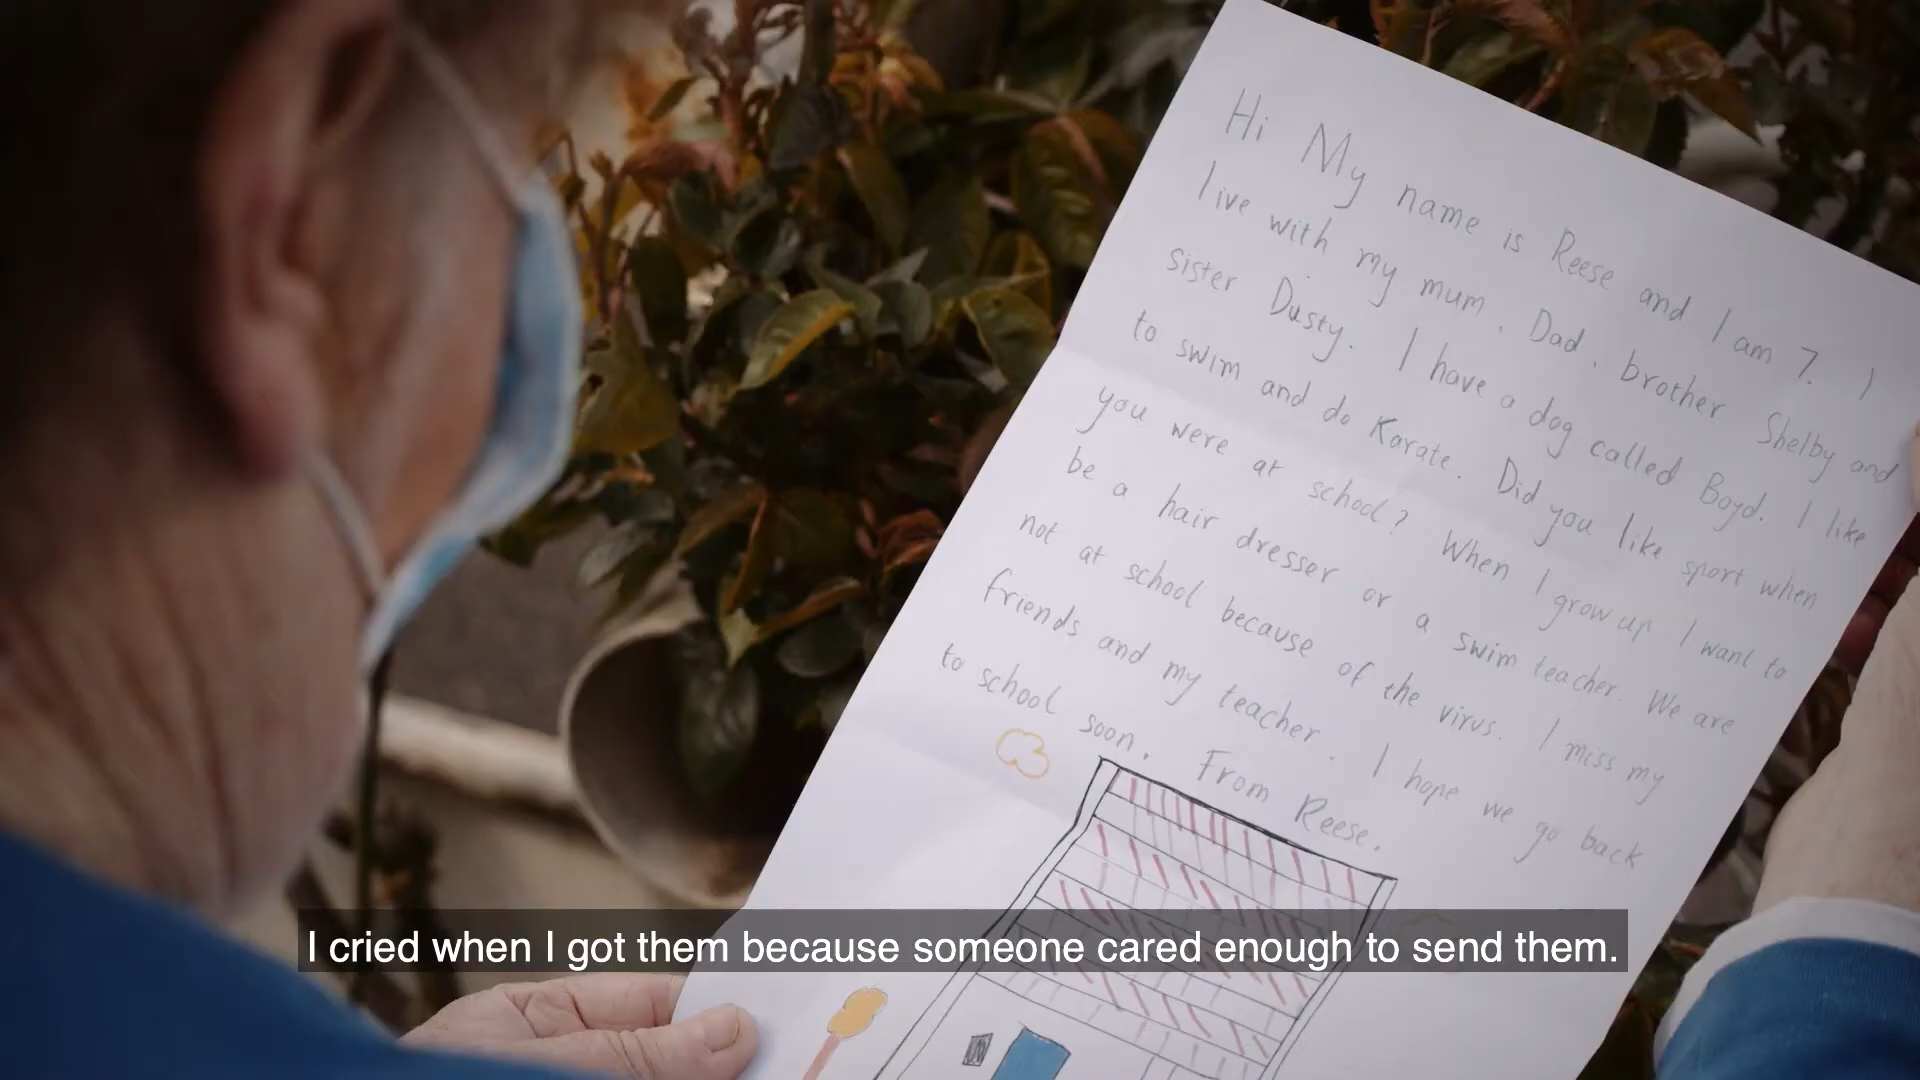 Hi My name is Reese and I am 7. I
live with my mum. Dad. brother Shelby and
sister Dusty. I have a dog called Boyd. I like
to swim and do Karate. Did you like sport when
you were at school? When I grow up I want to
be a hair dresser or a swim teacher. We are
not at school because of the virus. I miss my
friends and my teacher. I hope we go back
to school soon. From Reese.
I cried when I got them because someone cared enough to send them.